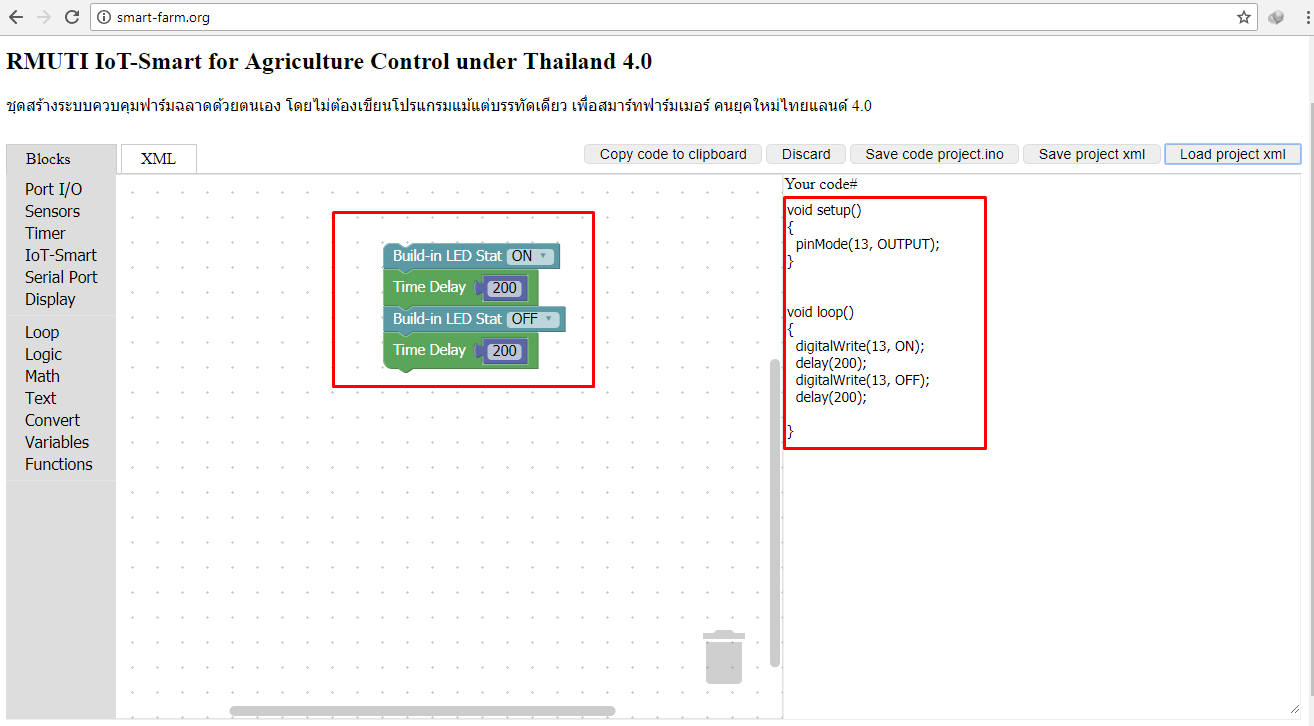 smart-farm.org
RMUTI IoT-Smart for Agriculture Control under Thailand 4.0
ชุดสร้างระบบควบคุมฟาร์มฉลาดด้วยตนเอง โดยไม่ต้องเขียนโปรแกรมแม้แต่บรรทัดเดียว เพื่อสมาร์ทฟาร์มเมอร์ คนยุคใหม่ไทยแลนด์ 4.0
Blocks XML Copy code to clipboard Discard Save code project.ino Save project xml Load project xml
Port I/O
Sensors
Timer
IoT-Smart
Serial Port
Display
Loop
Logic
Math
Text
Convert
Variables
Functions
Build-in LED Stat ON
Time Delay 200
Build-in LED Stat OFF
Time Delay 200
Your code#
void setup()
{
pinMode(13, OUTPUT);
}
void loop()
{
digitalWrite(13, ON);
delay(200);
digitalWrite(13, OFF);
delay(200);
}